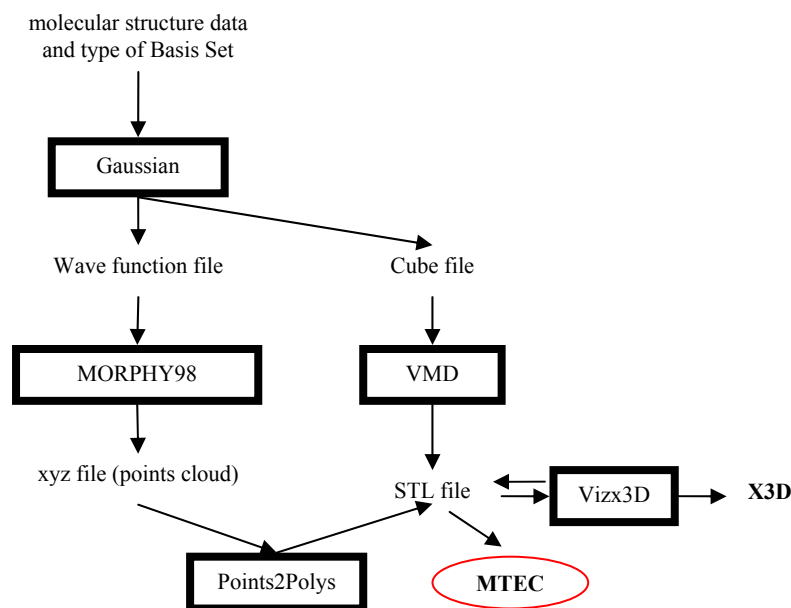 molecular structure data
and type of Basis Set
Gaussian
Wave function file
Cube file
MORPHY98
VMD
xyz file (points cloud)
STL file
Vizx3D
X3D
Points2Polys
MTEC